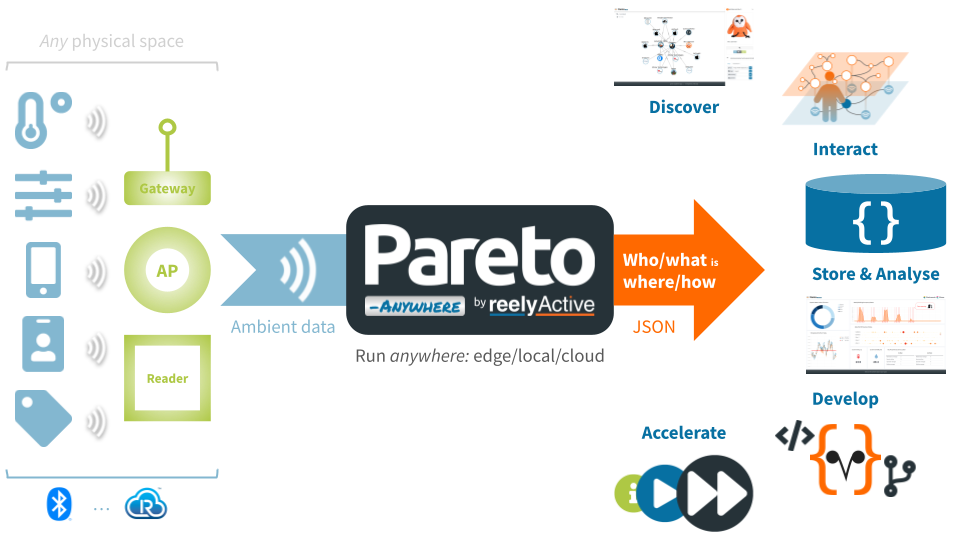 Any physical space
Gateway
AP
Reader
Ambient data
Pareto
-ANYWHERE
by reelyActive
Run anywhere: edge/local/cloud
Who/what is
where/how
JSON
Discover
Interact
{ }
Store & Analyse
Develop
</>
Accelerate
i
R